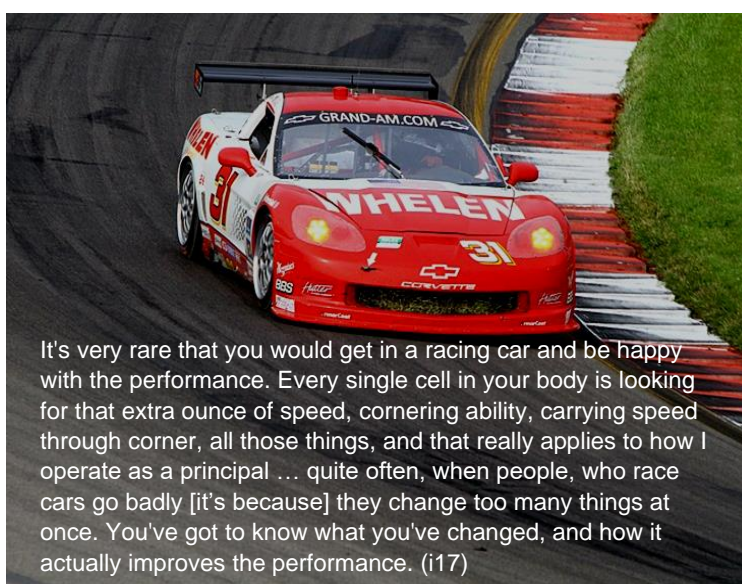 GRAND-AM.COM
WHELEN
31
WHELEN
31
CORVETTE
BBS
It's very rare that you would get in a racing car and be happy
with the performance. Every single cell in your body is looking
for that extra ounce of speed, cornering ability, carrying speed
through corner, all those things, and that really applies to how I
operate as a principal … quite often, when people, who race
cars go badly [it’s because] they change too many things at
once. You've got to know what you've changed, and how it
actually improves the performance. (i17)